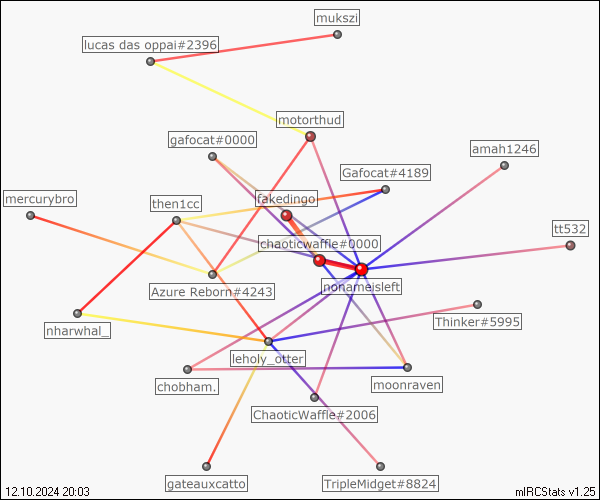 mukszi
lucas das oppai#2396
motorthud
gafocat#0000
amah1246
Gafocat#4189
mercurybro
fakedingo
then1cc
tt532
chaoticwaffle#0000
nonameisleft
Azure Reborn#4243
Thinker#5995
nharwhal_
leholy_otter
chobham.
moonraven
ChaoticWaffle#2006
gateauxcatto
TripleMidget#8824
12.10.2024 20:03
mIRCStats v1.25